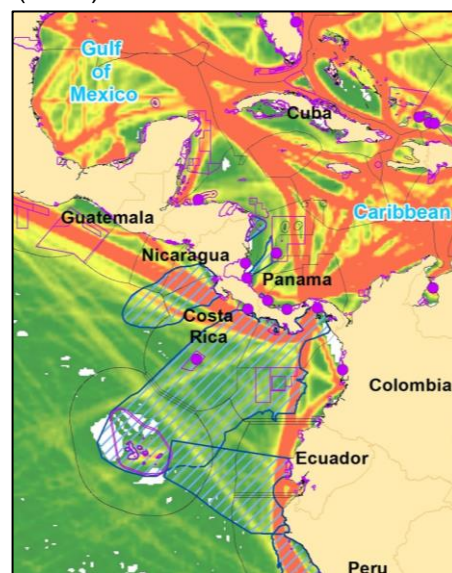 Gulf
of
Mexico
Cuba
Guatemala
Caribbean
Nicaragua
Panama
Costa
Rica
Colombia
Ecuador
Peru